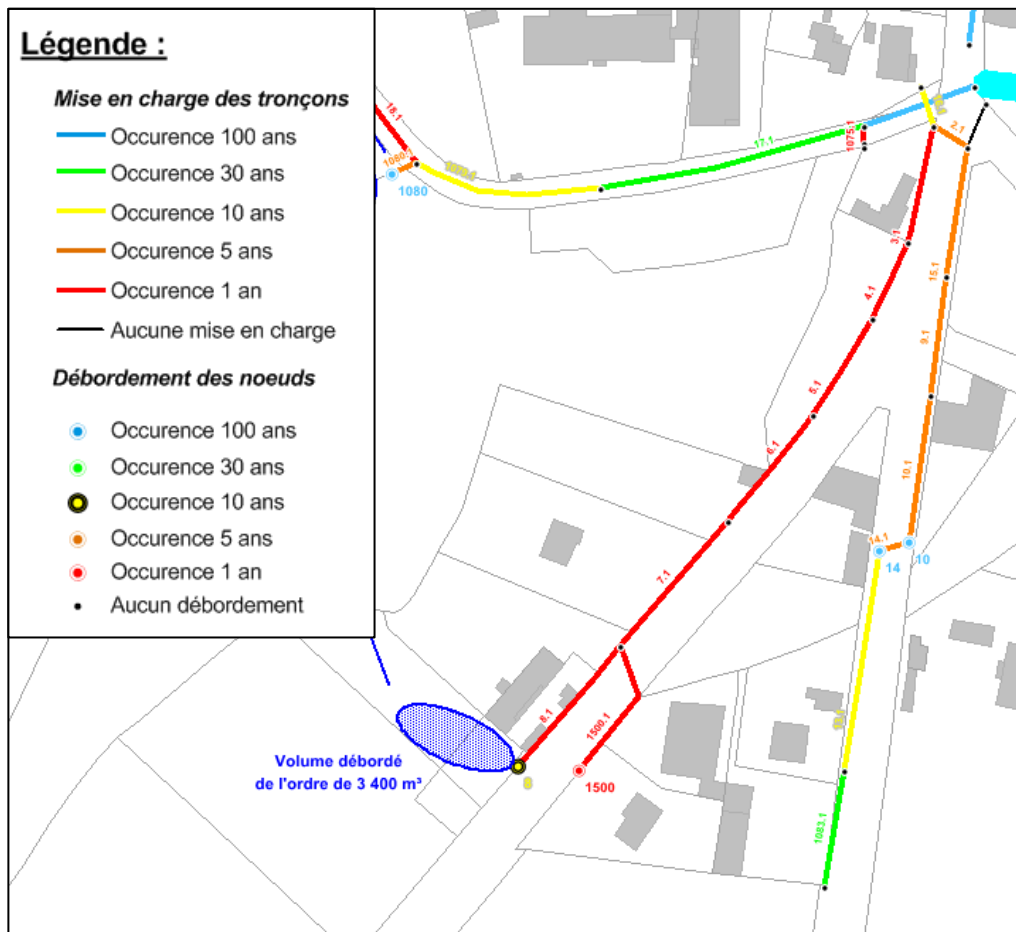 Légende :
Mise en charge des tronçons
Occurence 100 ans
Occurence 30 ans
Occurence 10 ans
Occurence 5 ans
Occurence 1 an
Aucune mise en charge
Débordement des noeuds
Occurence 100 ans
Occurence 30 ans
Occurence 10 ans
Occurence 5 ans
Occurence 1 an
Aucun débordement
18.1
1080.1
1080
17.1
1075.1
2.1
3.1
15.1
4.1
9.1
5.1
6.1
10.1
14.1
14
10
7.1
8.1
1500.1
8
1500
Volume débordé
de l'ordre de 3 400 m³
1083.1